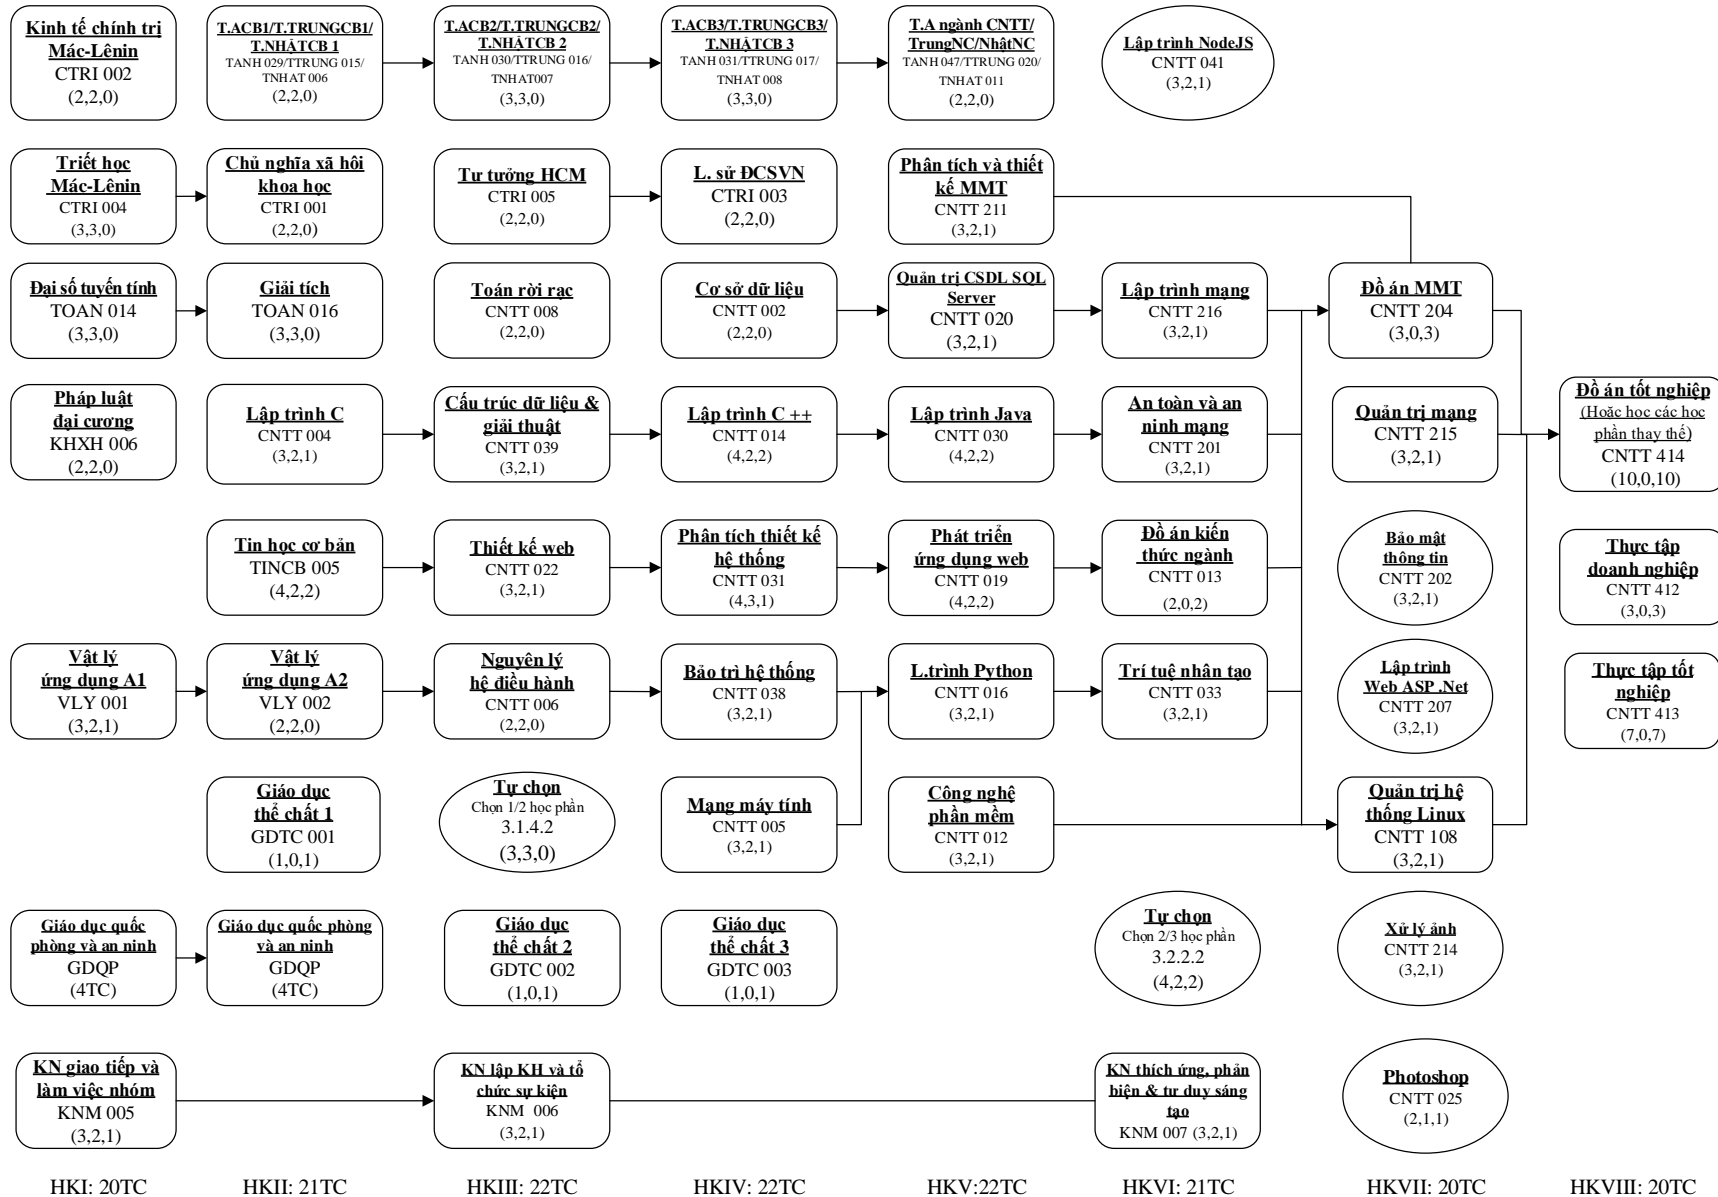 Kinh tế chính trị
Mác-Lênin
CTRI 002
(2,2,0)
T.ACB1/T.TRUNGCB1/
T.NHẬTCB 1
TANH 029/TTRUNG 015/
TNHAT 006
(2,2,0)
T.ACB2/T.TRUNGCB2/
T.NHẬTCB 2
TANH 030/TTRUNG 016/
TNHAT007
(3,3,0)
T.ACB3/T.TRUNGCB3/
T.NHẬTCB 3
TANH 031/TTRUNG 017/
TNHAT 008
(3,3,0)
T.A ngành CNTT/
TrungNC/NhậtNC
TANH 047/TTRUNG 020/
TNHAT 011
(2,2,0)
Lập trình NodeJS
CNTT 041
(3,2,1)
Triết học
Mác-Lênin
CTRI 004
(3,3,0)
Chủ nghĩa xã hôi
khoa học
CTRI 001
(2,2,0)
Tư tưởng HCM
CTRI 005
(2,2,0)
L. sử ĐCSVN
CTRI 003
(2,2,0)
Phân tích và thiết
kế MMT
CNTT 211
(3,2,1)
Đại số tuyến tính
TOAN 014
(3,3,0)
Giải tích
TOAN 016
(3,3,0)
Toán rời rạc
CNTT 008
(2,2,0)
Cơ sở dữ liệu
CNTT 002
(2,2,0)
Quản trị CSDL SQL
Server
CNTT 020
(3,2,1)
Lập trình mạng
CNTT 216
(3,2,1)
Đồ án MMT
CNTT 204
(3,0,3)
Pháp luật
đại cương
KHXH 006
(2,2,0)
Lập trình C
CNTT 004
(3,2,1)
Cấu trúc dữ liệu &
giải thuật
CNTT 039
(3,2,1)
Lập trình C ++
CNTT 014
(4,2,2)
Lập trình Java
CNTT 030
(4,2,2)
An toàn và an
ninh mạng
CNTT 201
(3,2,1)
Quản trị mạng
CNTT 215
(3,2,1)
Đồ án tốt nghiệp
(Hoặc học các học
phần thay thế)
CNTT 414
(10,0,10)
Tin học cơ bản
TINCB 005
(4,2,2)
Thiết kế web
CNTT 022
(3,2,1)
Phân tích thiết kế
hệ thống
CNTT 031
(4,3,1)
Phát triển
ứng dụng web
CNTT 019
(4,2,2)
Đồ án kiến
thức ngành
CNTT 013
(2,0,2)
Bảo mật
thông tin
CNTT 202
(3,2,1)
Thực tập
doanh nghiệp
CNTT 412
(3,0,3)
Vật lý
ứng dụng A1
VLY 001
(3,2,1)
Vật lý
ứng dụng A2
VLY 002
(2,2,0)
Nguyên lý
hệ điều hành
CNTT 006
(2,2,0)
Bảo trì hệ thống
CNTT 038
(3,2,1)
L.trình Python
CNTT 016
(3,2,1)
Trí tuệ nhân tạo
CNTT 033
(3,2,1)
Lập trình
Web ASP .Net
CNTT 207
(3,2,1)
Thực tập tốt
nghiệp
CNTT 413
(7,0,7)
Giáo dục
thể chất 1
GDTC 001
(1,0,1)
Tự chọn
Chọn 1/2 học phần
3.1.4.2
(3,3,0)
Mạng máy tính
CNTT 005
(3,2,1)
Công nghệ
phần mềm
CNTT 012
(3,2,1)
Quản trị hệ
thống Linux
CNTT 108
(3,2,1)
Giáo dục quốc
phòng và an ninh
GDQP
(4TC)
Giáo dục quốc phòng
và an ninh
GDQP
(4TC)
Giáo dục
thể chất 2
GDTC 002
(1,0,1)
Giáo dục
thể chất 3
GDTC 003
(1,0,1)
Tự chọn
Chọn 2/3 học phần
3.2.2.2
(4,2,2)
Xử lý ảnh
CNTT 214
(3,2,1)
KN giao tiếp và
làm việc nhóm
KNM 005
(3,2,1)
KN lập KH và tổ
chức sự kiện
KNM 006
(3,2,1)
KN thích ứng, phản
biện & tư duy sáng
tạo
KNM 007 (3,2,1)
Photoshop
CNTT 025
(2,1,1)
HKI: 20TC
HKII: 21TC
HKIII: 22TC
HKIV: 22TC
HKV:22TC
HKVI: 21TC
HKVII: 20TC
HKVIII: 20TC